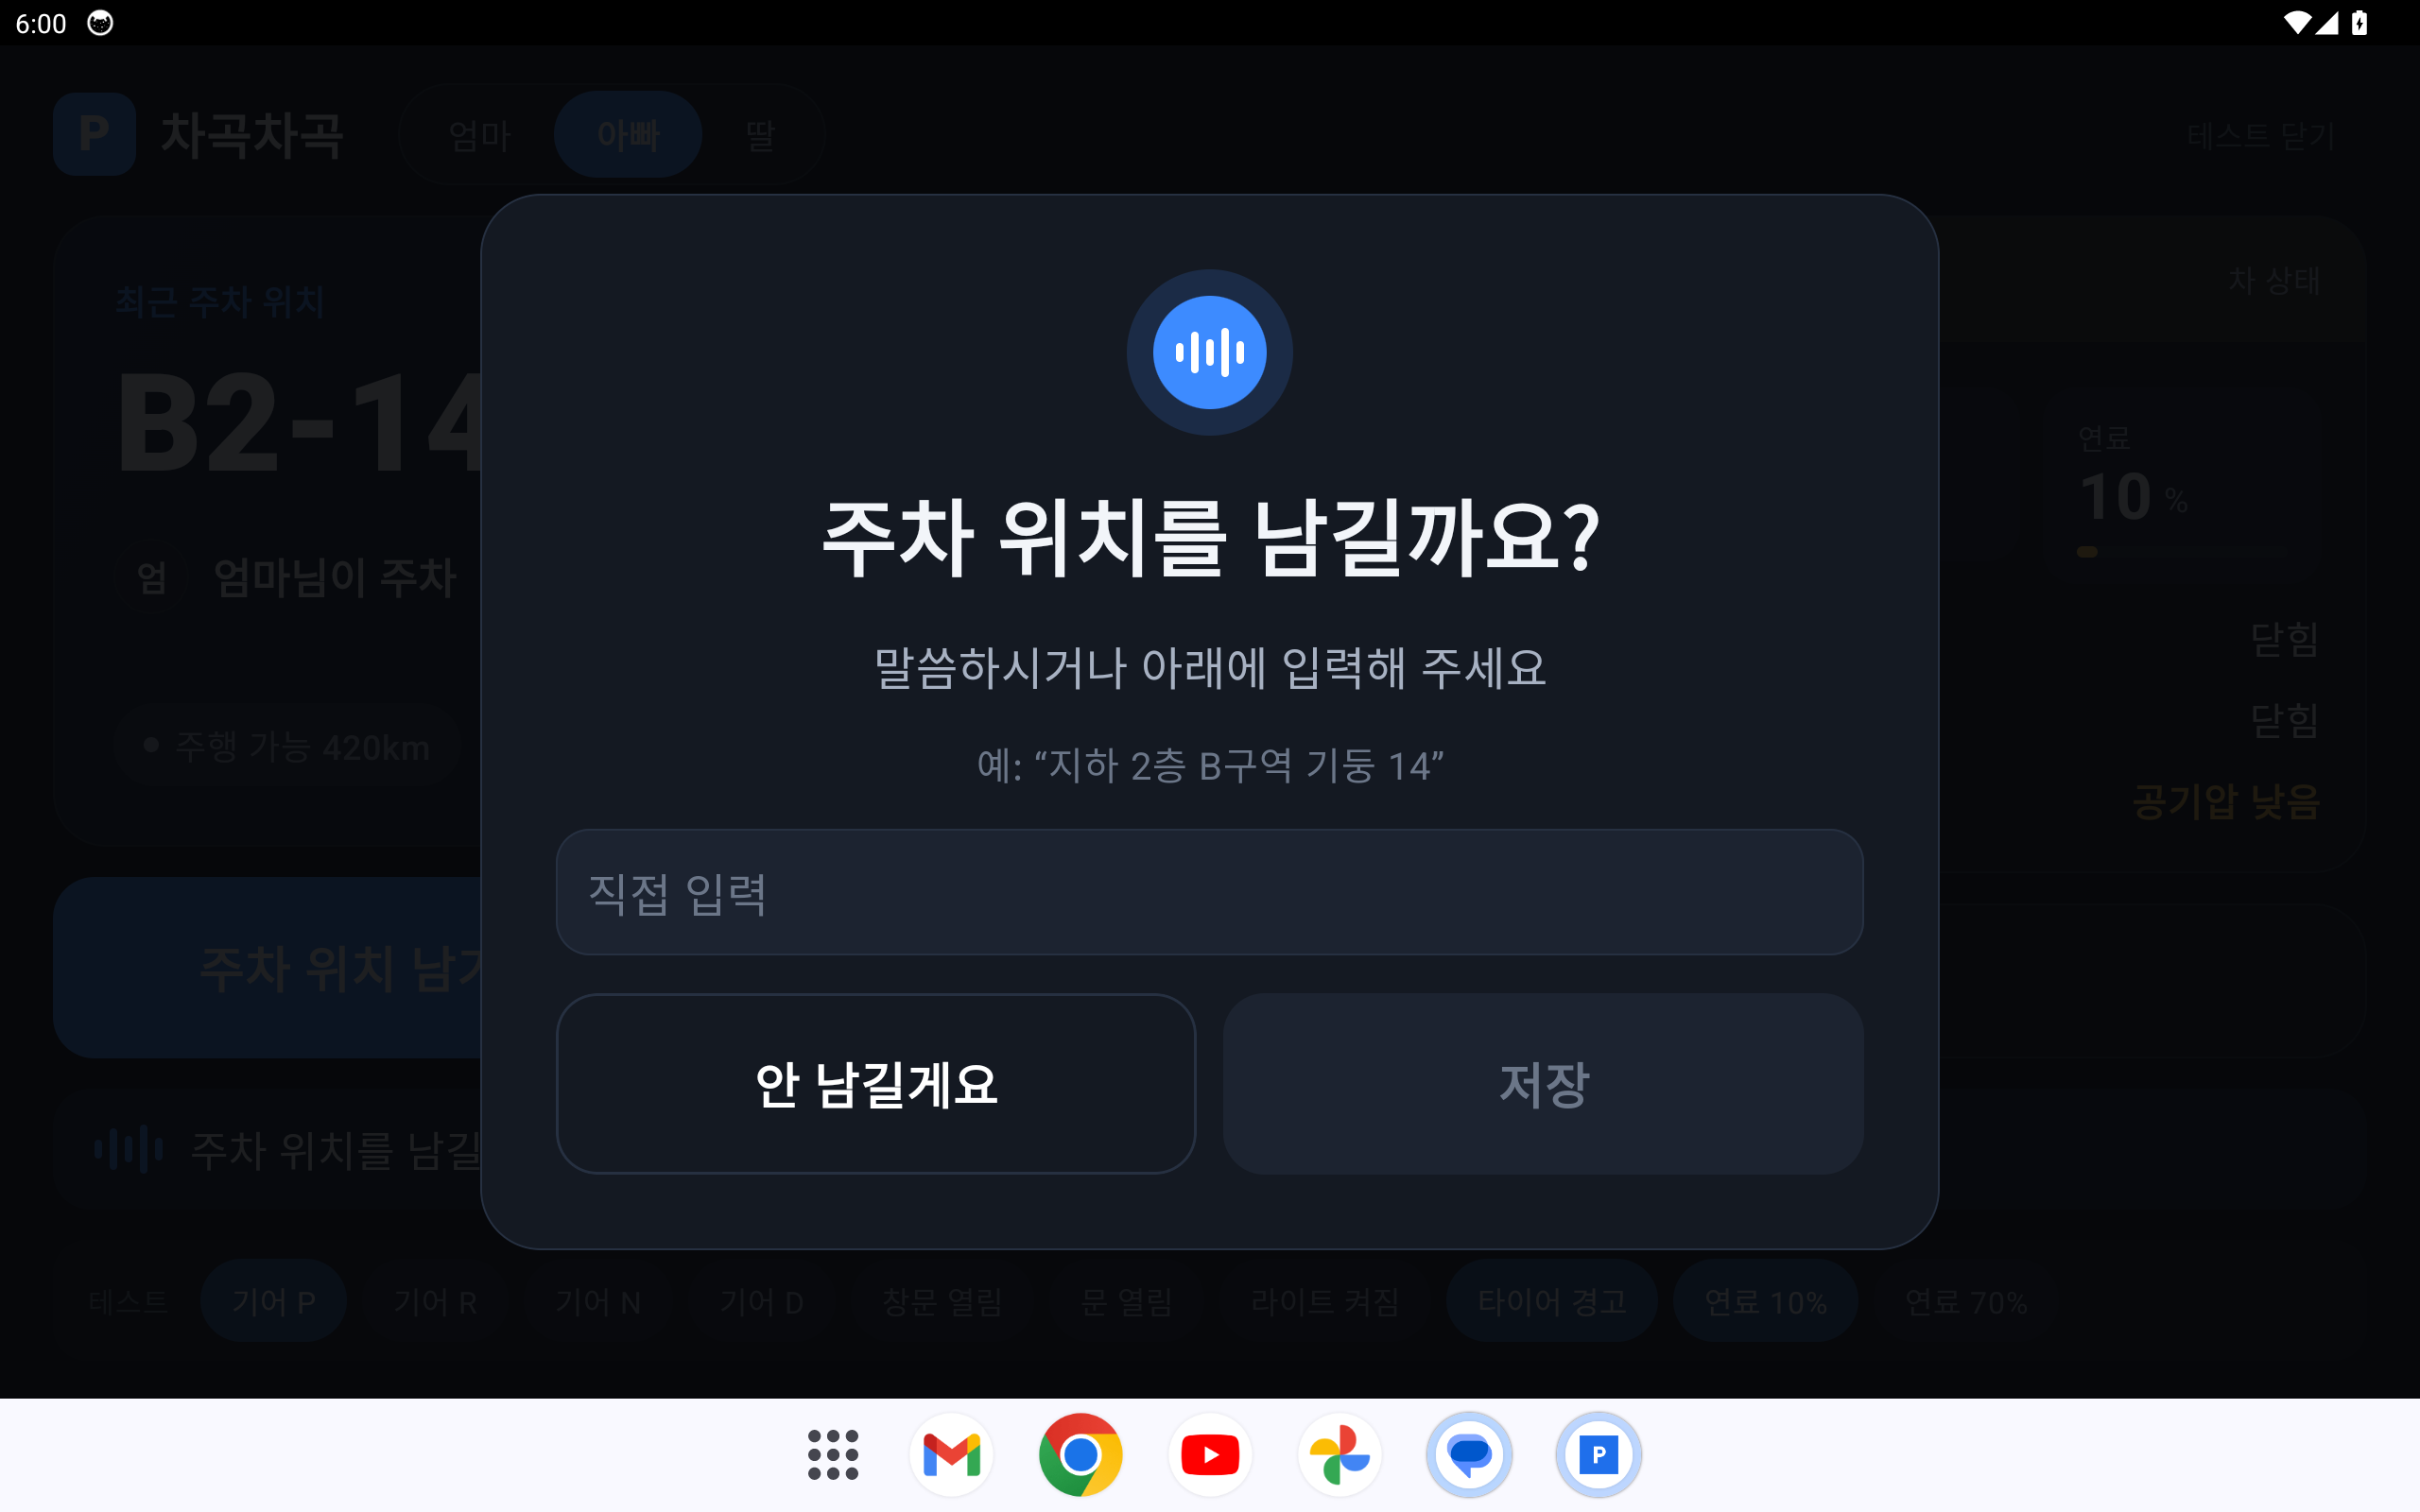 6:00
P 차곡차곡 엄마 아빠 딸 테스트 닫기
최근 주차 위치
B2-14
엄 엄마님이 주차
주행 가능 420km
차 상태
연료
10 %
닫힘
닫힘
공기압 낮음
주차 위치를 남길까요?
말씀하시거나 아래에 입력해 주세요
예: “지하 2층 B구역 기둥 14”
직접 입력
안 남길게요 저장
주차 위치 남기
주차 위치를 남길
테스트 기어 P 기어 R 기어 N 기어 D 창문 열림 문 열림 라이트 켜짐 타이어 경고 연료 10% 연료 70%
P